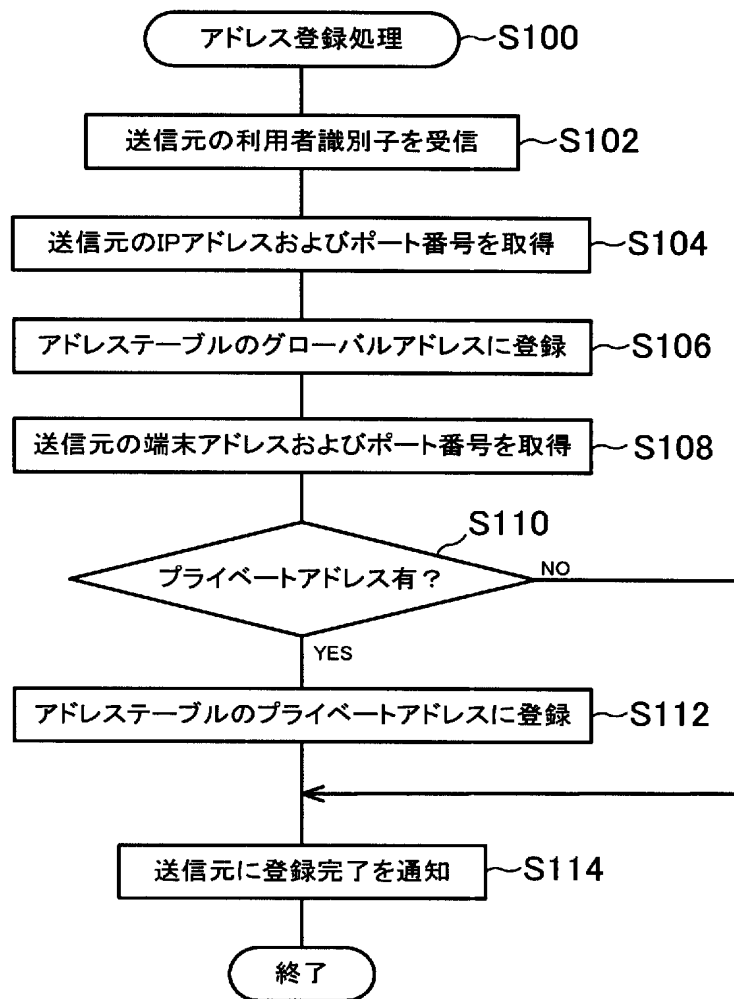 アドレス登録処理 S100
送信元の利用者識別子を受信 S102
送信元のIPアドレスおよびポート番号を取得 S104
アドレステーブルのグローバルアドレスに登録 S106
送信元の端末アドレスおよびポート番号を取得 S108
S110
プライベートアドレス有？ NO
YES
アドレステーブルのプライベートアドレスに登録 S112
送信元に登録完了を通知 S114
終了